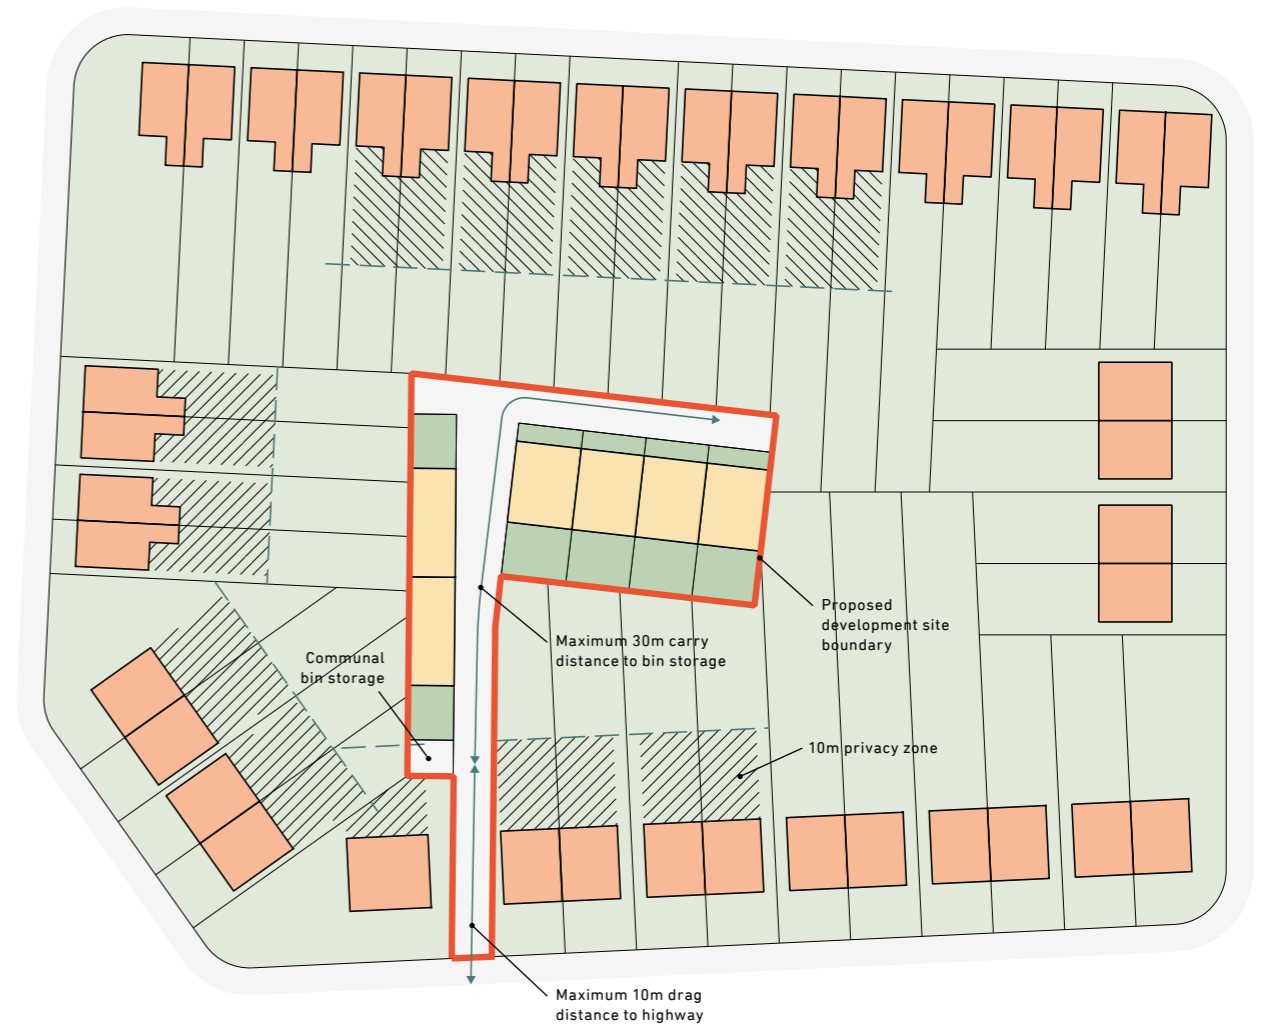 Proposed
development site
boundary
Maximum 30m carry
distance to bin storage
Communal
bin storage
10m privacy zone
Maximum 10m drag
distance to highway